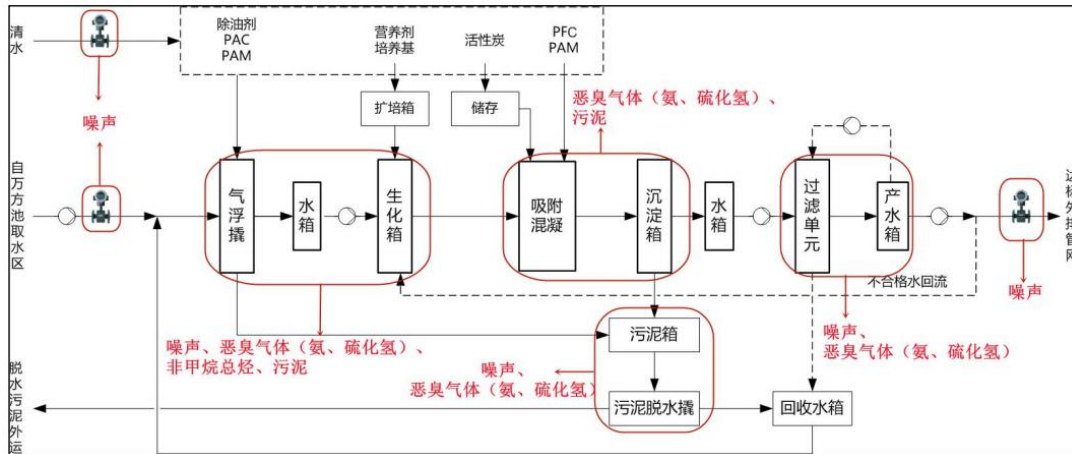 清水
除油剂
PAC
PAM
营养剂
培养基
活性炭
PFC
PAM
噪声
扩培箱
储存
恶臭气体（氨、硫化氢）、
污泥
自万方池取水区
气浮撬
水箱
生化箱
吸附
混凝
沉淀箱
水箱
过滤单元
产水箱
达标外排管网
不合格水回流
噪声
噪声、恶臭气体（氨、硫化氢）、
非甲烷总烃、污泥
污泥箱
噪声、
恶臭气体（氨、硫化氢）
噪声、
恶臭气体（氨、硫化氢）
脱水污泥外运
污泥脱水撬
回收水箱